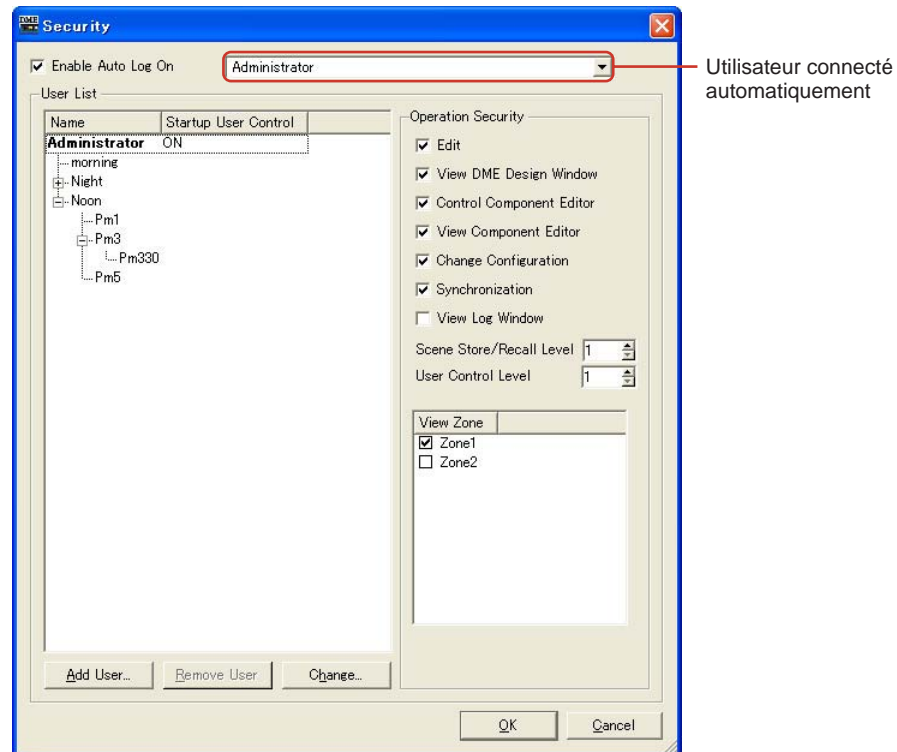 DME
Security
Enable Auto Log On
Administrator
Utilisateur connecté
automatiquement
User List
Name
Startup User Control
Administrator ON
morning
Night
Noon
Pm1
Pm3
Pm330
Pm5
Operation Security
Edit
View DME Design Window
Control Component Editor
View Component Editor
Change Configuration
Synchronization
View Log Window
Scene Store/Recall Level 1
User Control Level 1
View Zone
Zone1
Zone2
Add User...
Remove User
Change...
OK
Cancel